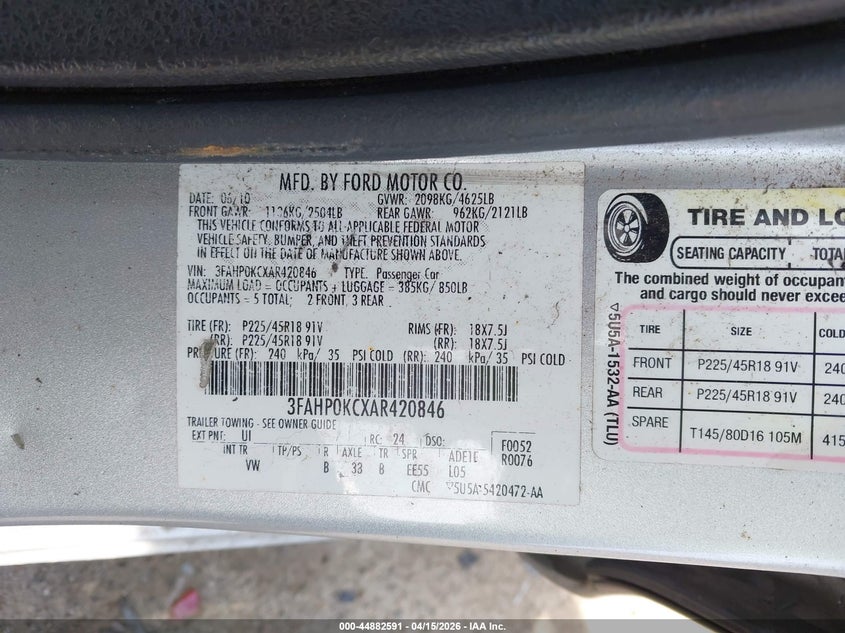 MFD. BY FORD MOTOR CO.
DATE: 05/10 GVWR: 2098KG/4625LB
FRONT GAWR: 1136KG/2504LB REAR GAWR: 962KG/2121LB
THIS VEHICLE CONFORMS TO ALL APPLICABLE FEDERAL MOTOR
VEHICLE SAFETY, BUMPER, AND THEFT PREVENTION STANDARDS
IN EFFECT ON THE DATE OF MANUFACTURE SHOWN ABOVE.
VIN: 3FAHP0KCXAR420846 TYPE: Passenger Car
MAXIMUM LOAD = OCCUPANTS + LUGGAGE = 385KG/ 850LB
OCCUPANTS = 5 TOTAL; 2 FRONT, 3 REAR
TIRE (FR): P225/45R18 91V RIMS (FR): 18X7.5J
(RR): P225/45R18 91V (RR): 18X7.5J
PRESSURE (FR): 240 kPa/ 35 PSI COLD (RR): 240 kPa/ 35 PSI COLD
3FAHP0KCXAR420846
TRAILER TOWING - SEE OWNER GUIDE
EXT PNT: UI RC: 24 DSO: F0052
INT TR TP/PS R AXLE TR SPR ADE1E R0076
VW B 33 B EE55 L05
CMC ▽5U5A-5420472-AA
TIRE AND LO
SEATING CAPACITY TOTA
The combined weight of occupan
and cargo should never excee
▽5U5A-1532-AA (TLU)
TIRE SIZE COLD
FRONT P225/45R18 91V 240
REAR P225/45R18 91V 240
SPARE T145/80D16 105M 415
000-44882591 - 04/15/2026 - IAA Inc.